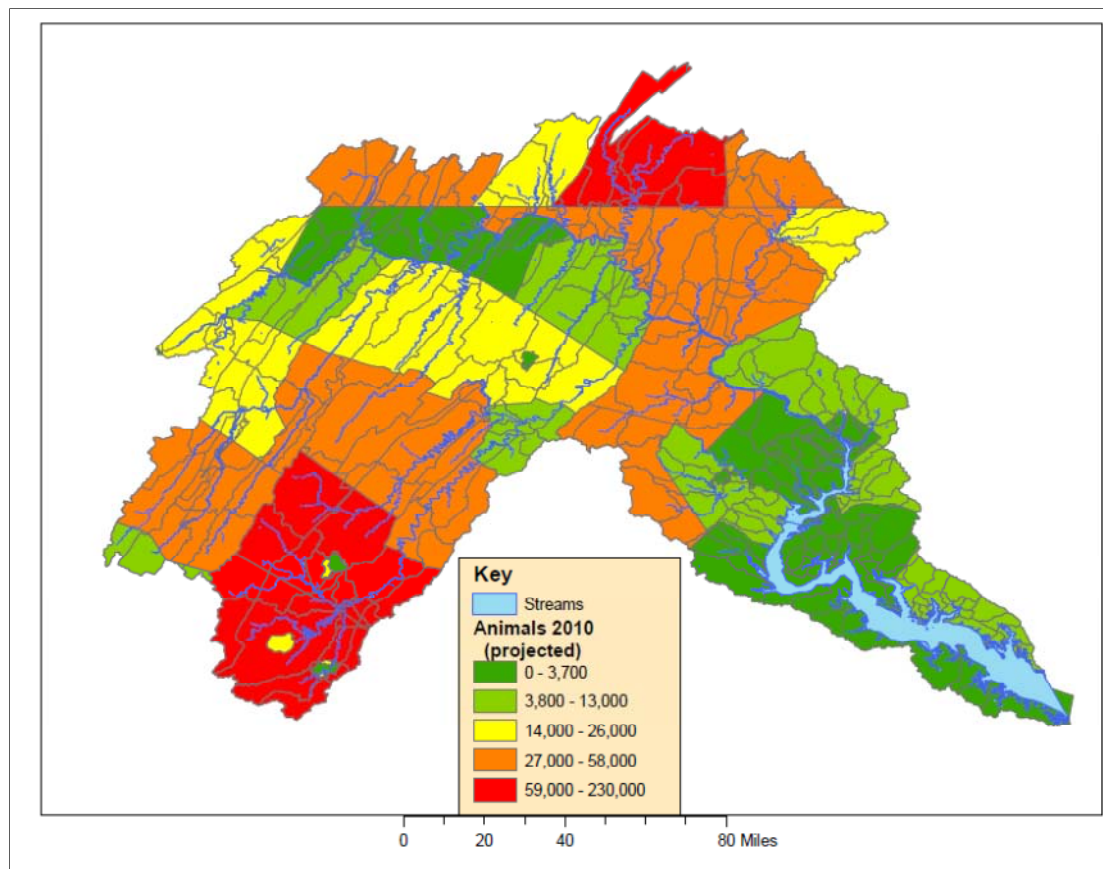 Key
Streams
Animals 2010
(projected)
0 - 3,700
3,800 - 13,000
14,000 - 26,000
27,000 - 58,000
59,000 - 230,000
0 20 40 80 Miles